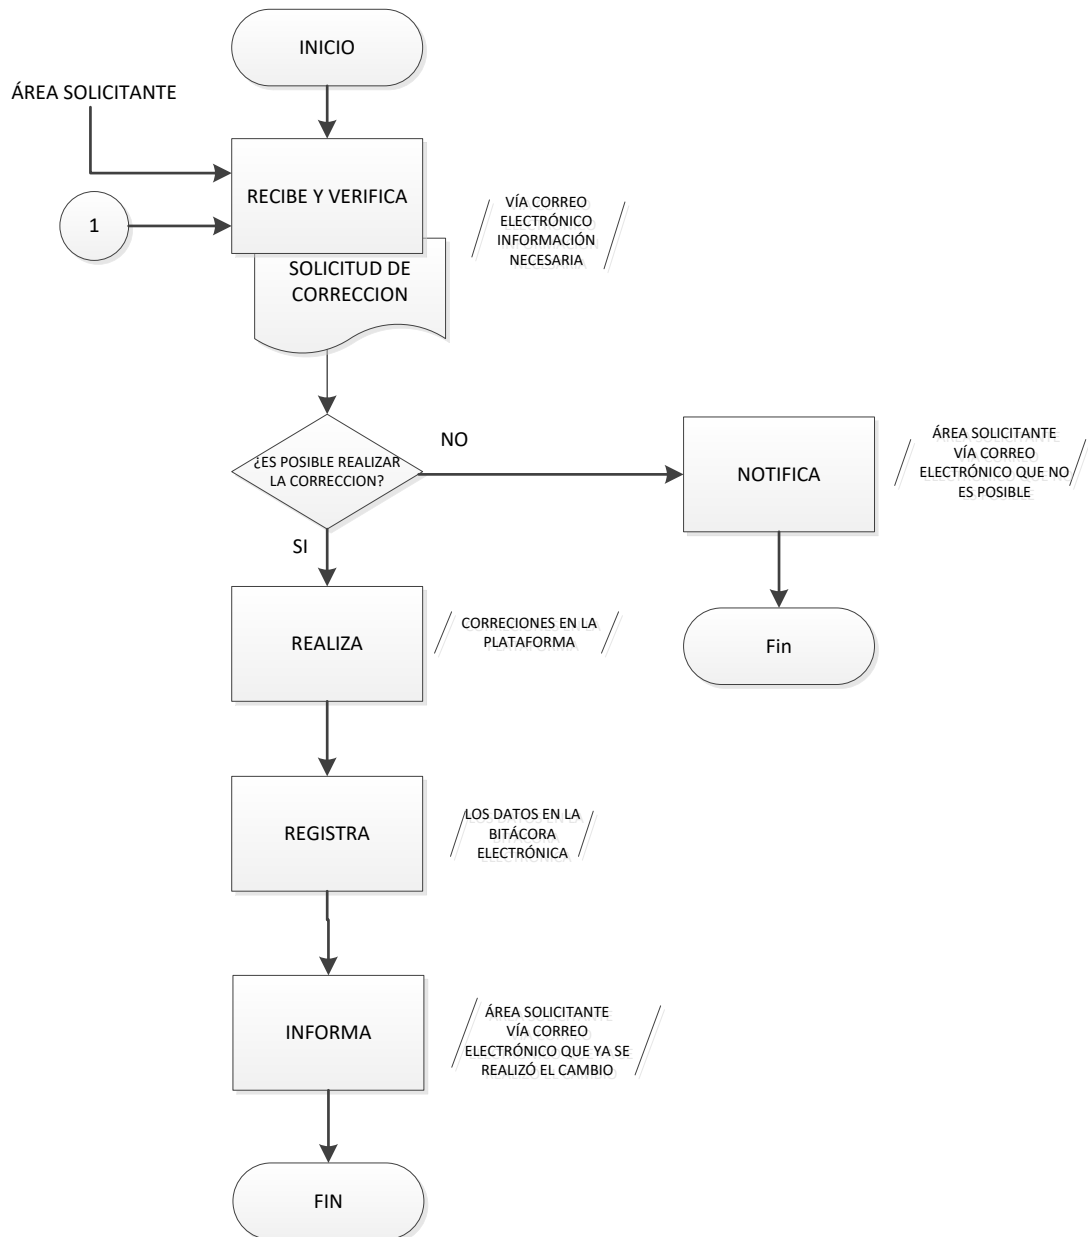 INICIO
ÁREA SOLICITANTE
RECIBE Y VERIFICA
1
VÍA CORREO
ELECTRÓNICO
INFORMACIÓN
NECESARIA
SOLICITUD DE
CORRECCION
¿ES POSIBLE REALIZAR
LA CORRECCION?
NO
NOTIFICA
ÁREA SOLICITANTE
VÍA CORREO
ELECTRÓNICO QUE NO
ES POSIBLE
SI
Fin
REALIZA
CORRECIONES EN LA
PLATAFORMA
REGISTRA
LOS DATOS EN LA
BITÁCORA
ELECTRÓNICA
INFORMA
ÁREA SOLICITANTE
VÍA CORREO
ELECTRÓNICO QUE YA SE
REALIZÓ EL CAMBIO
FIN